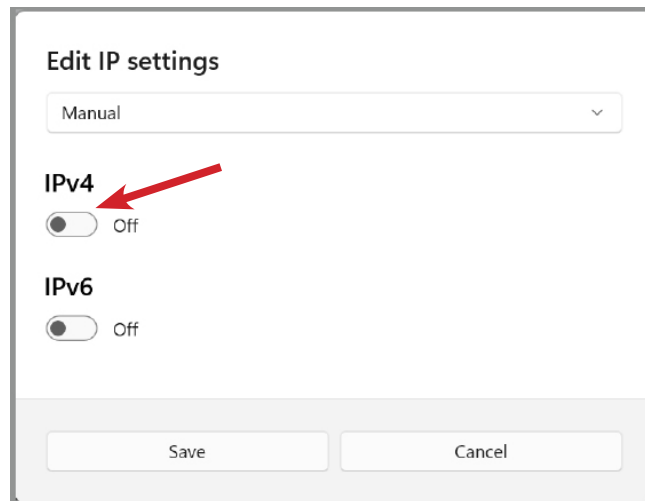 Edit IP settings
Manual
IPv4
Off
IPv6
Off
Save Cancel